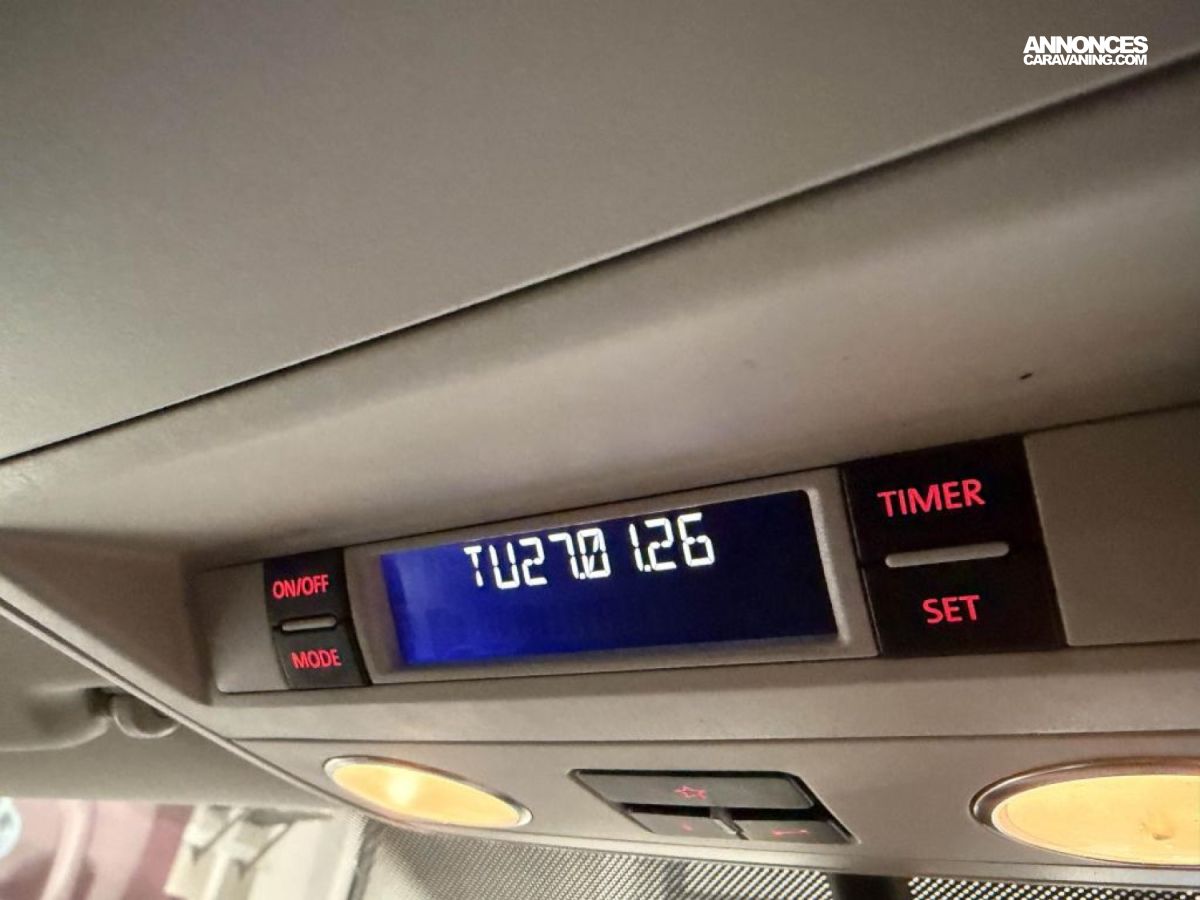 ANNONCES
CARAVANING.COM
TIMER
TU27.01.26
ON/OFF
SET
MODE